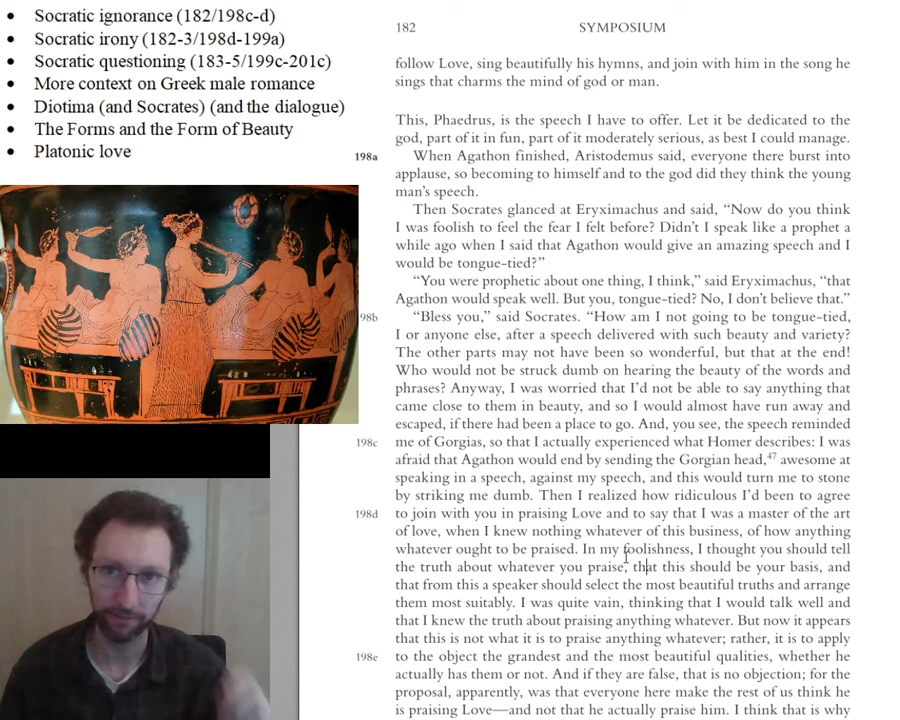 • Socratic ignorance (182/198c-d)
• Socratic irony (182-3/198d-199a)
• Socratic questioning (183-5/199c-201c)
• More context on Greek male romance
• Diotima (and Socrates) (and the dialogue)
• The Forms and the Form of Beauty
• Platonic love
182 SYMPOSIUM
follow Love, sing beautifully his hymns, and join with him in the song he
sings that charms the mind of god or man.
This, Phaedrus, is the speech I have to offer. Let it be dedicated to the
god, part of it in fun, part of it moderately serious, as best I could manage.
198a When Agathon finished, Aristodemus said, everyone there burst into
applause, so becoming to himself and to the god did they think the young
man's speech.
Then Socrates glanced at Eryximachus and said, “Now do you think
I was foolish to feel the fear I felt before? Didn't I speak like a prophet a
while ago when I said that Agathon would give an amazing speech and I
would be tongue-tied?”
“You were prophetic about one thing, I think,” said Eryximachus, “that
Agathon would speak well. But you, tongue-tied? No, I don't believe that.”
198b “Bless you,” said Socrates. “How am I not going to be tongue-tied,
I or anyone else, after a speech delivered with such beauty and variety?
The other parts may not have been so wonderful, but that at the end!
Who would not be struck dumb on hearing the beauty of the words and
phrases? Anyway, I was worried that I'd not be able to say anything that
came close to them in beauty, and so I would almost have run away and
escaped, if there had been a place to go. And, you see, the speech reminded
198c me of Gorgias, so that I actually experienced what Homer describes: I was
afraid that Agathon would end by sending the Gorgian head,47 awesome at
speaking in a speech, against my speech, and this would turn me to stone
by striking me dumb. Then I realized how ridiculous I'd been to agree
198d to join with you in praising Love and to say that I was a master of the art
of love, when I knew nothing whatever of this business, of how anything
whatever ought to be praised. In my foolishness, I thought you should tell
the truth about whatever you praise, that this should be your basis, and
that from this a speaker should select the most beautiful truths and arrange
them most suitably. I was quite vain, thinking that I would talk well and
that I knew the truth about praising anything whatever. But now it appears
that this is not what it is to praise anything whatever; rather, it is to apply
198e to the object the grandest and the most beautiful qualities, whether he
actually has them or not. And if they are false, that is no objection; for the
proposal, apparently, was that everyone here make the rest of us think he
is praising Love—and not that he actually praise him. I think that is why